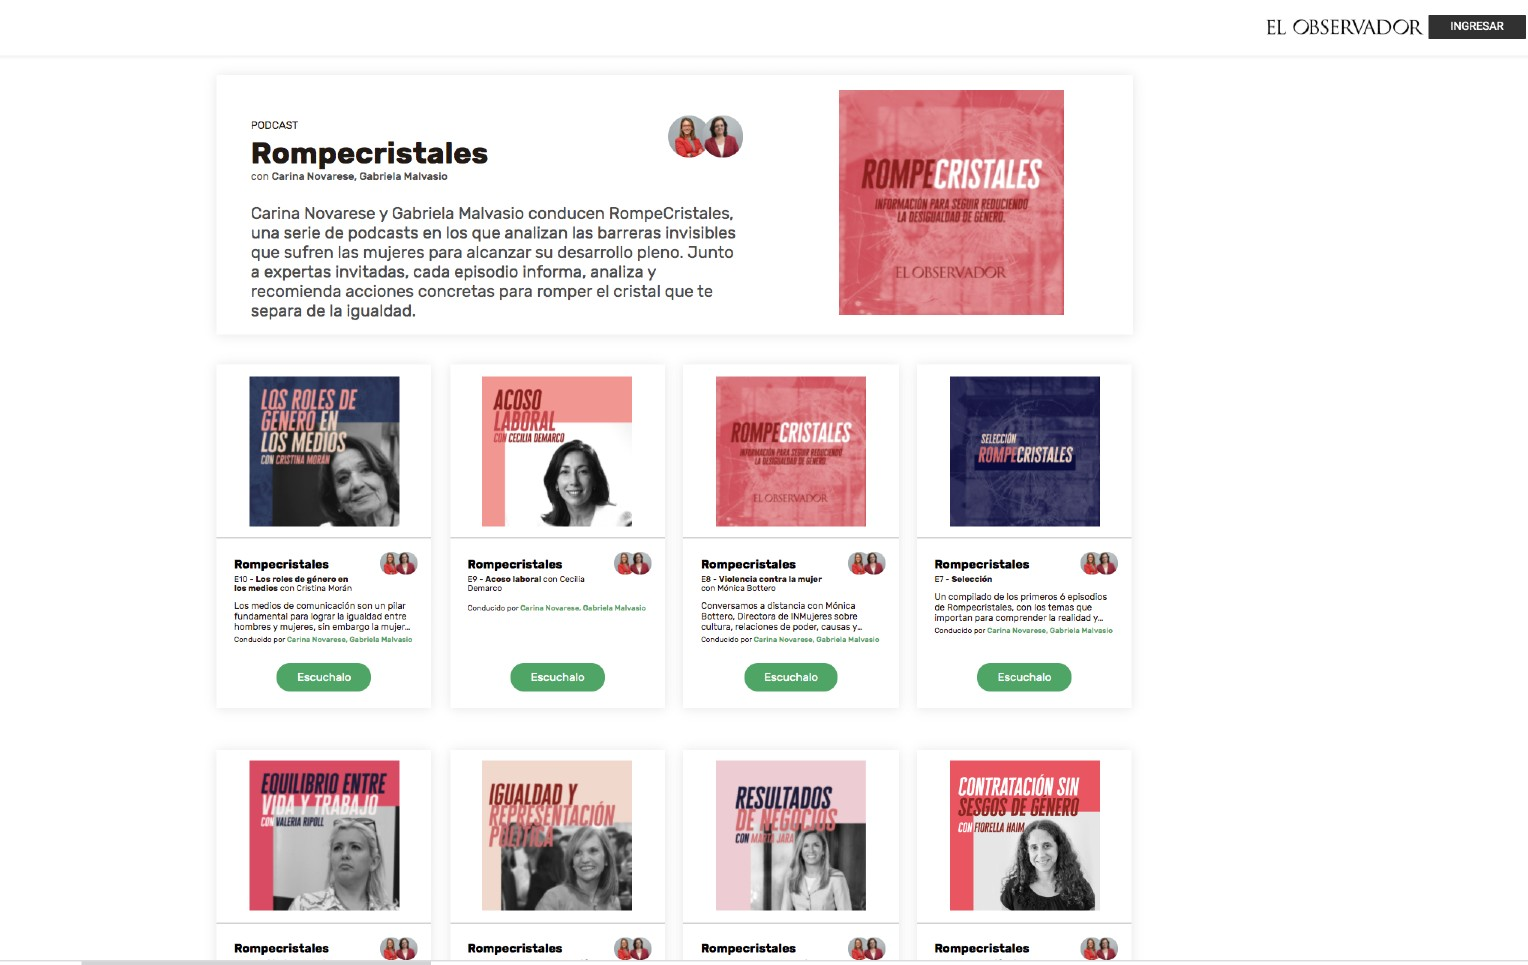 EL OBSERVADOR
INGRESAR
PODCAST
Rompecristales
con Carina Novarese, Gabriela Malvasio
Carina Novarese y Gabriela Malvasio conducen RompeCristales,
una serie de podcasts en los que analizan las barreras invisibles
que sufren las mujeres para alcanzar su desarrollo pleno. Junto
a expertas invitadas, cada episodio informa, analiza y
recomienda acciones concretas para romper el cristal que te
separa de la igualdad.
ROMPECRISTALES
INFORMACIÓN PARA SEGUIR REDUCIENDO
LA DESIGUALDAD DE GÉNERO.
EL OBSERVADOR
LOS ROLES DE
GÉNERO EN
LOS MEDIOS
CON CRISTINA MORÁN
Rompecristales
E10 - Los roles de género en
los medios con Cristina Morán
Los medios de comunicación son un pilar
fundamental para lograr la igualdad entre
hombres y mujeres, sin embargo la mujer...
Conducido por Carina Novarese, Gabriela Malvasio
Escuchalo
ACOSO
LABORAL
CON CECILIA DEMARCO
Rompecristales
E9 - Acoso laboral con Cecilia
Demarco
Conducido por Carina Novarese, Gabriela Malvasio
Escuchalo
ROMPECRISTALES
INFORMACIÓN PARA SEGUIR REDUCIENDO
LA DESIGUALDAD DE GÉNERO.
EL OBSERVADOR
Rompecristales
E8 - Violencia contra la mujer
con Mónica Bottero
Conversamos a distancia con Mónica
Bottero, Directora de INMujeres sobre
cultura, relaciones de poder, causas y...
Conducido por Carina Novarese, Gabriela Malvasio
Escuchalo
SELECCIÓN
ROMPECRISTALES
Rompecristales
E7 - Selección
Un compilado de los primeros 6 episodios
de Rompecristales, con los temas que
importan para comprender la realidad y...
Conducido por Carina Novarese, Gabriela Malvasio
Escuchalo
EQUILIBRIO ENTRE
VIDA Y TRABAJO
CON VALERIA RIPOLL
Rompecristales
IGUALDAD Y
REPRESENTACIÓN
POLÍTICA
Rompecristales
RESULTADOS
DE NEGOCIOS
CON MARTA JARA
Rompecristales
CONTRATACIÓN SIN
SESGOS DE GÉNERO
CON FIORELLA HAIM
Rompecristales